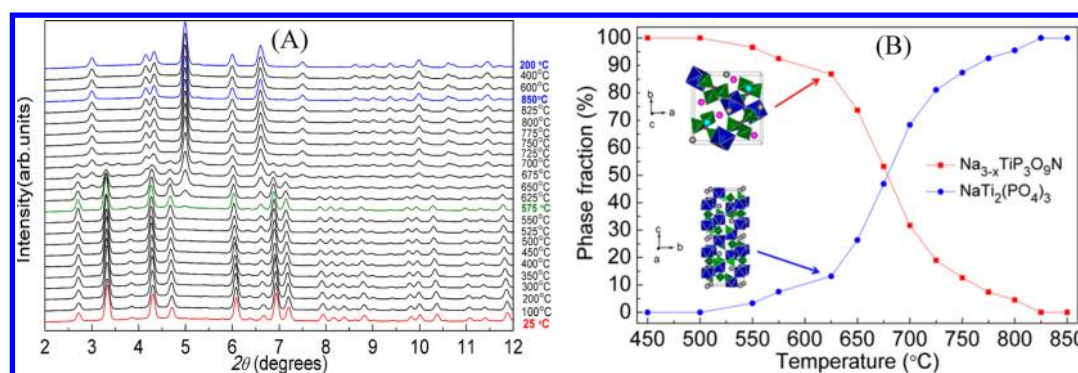 (A)
Intensity(arb.units)
200 °C
400°C
600°C
850°C
825°C
800°C
775°C
750°C
725°C
700°C
675°C
650°C
625°C
575 °C
550°C
525°C
500°C
450°C
400°C
350°C
300°C
250°C
200°C
100°C
25 °C
2 3 4 5 6 7 8 9 10 11 12
2θ (degrees)
(B)
Phase fraction (%)
100
90
80
70
60
50
40
30
20
10
0
b
a
c
c
b
a
Na3-xTiP3O9N
NaTi2(PO4)3
450 500 550 600 650 700 750 800 850
Temperature (°C)